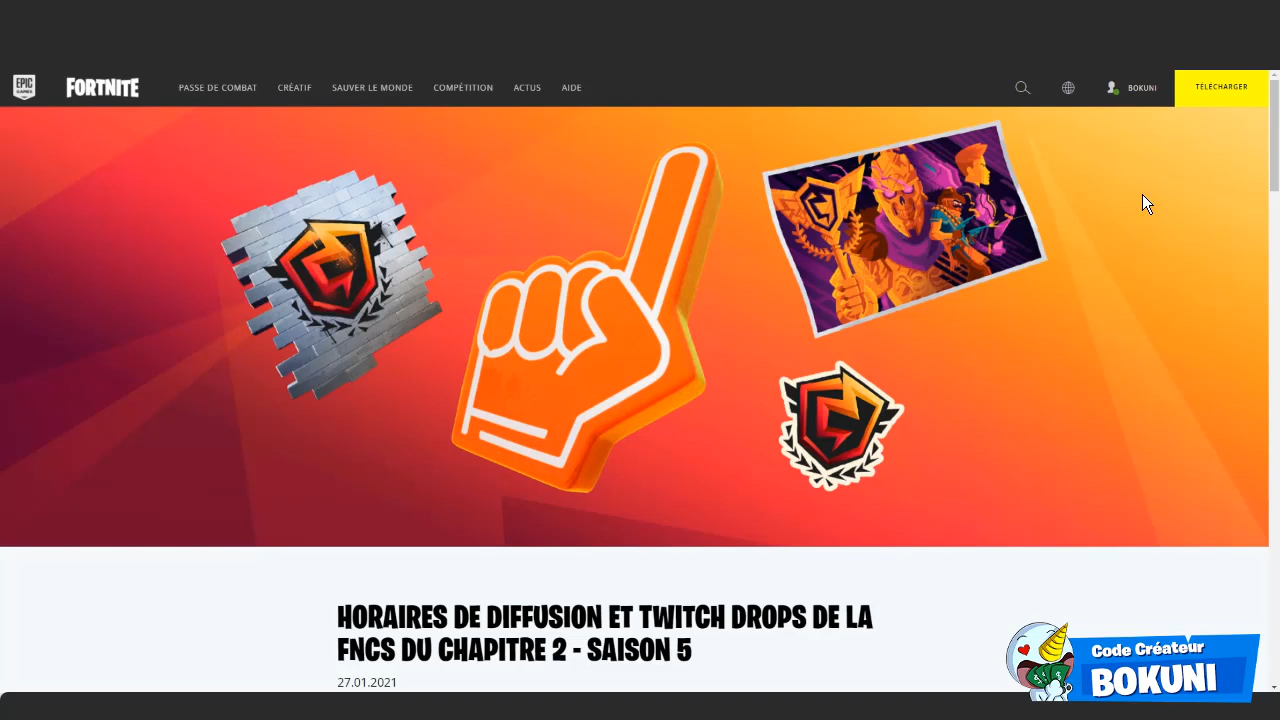 EPIC
GAMES
FORTNITE
PASSE DE COMBAT
CRÉATIF
SAUVER LE MONDE
COMPÉTITION
ACTUS
AIDE
BOKUNI
TÉLÉCHARGER
HORAIRES DE DIFFUSION ET TWITCH DROPS DE LA
FNCS DU CHAPITRE 2 - SAISON 5
27.01.2021
Code Créateur
BOKUNI